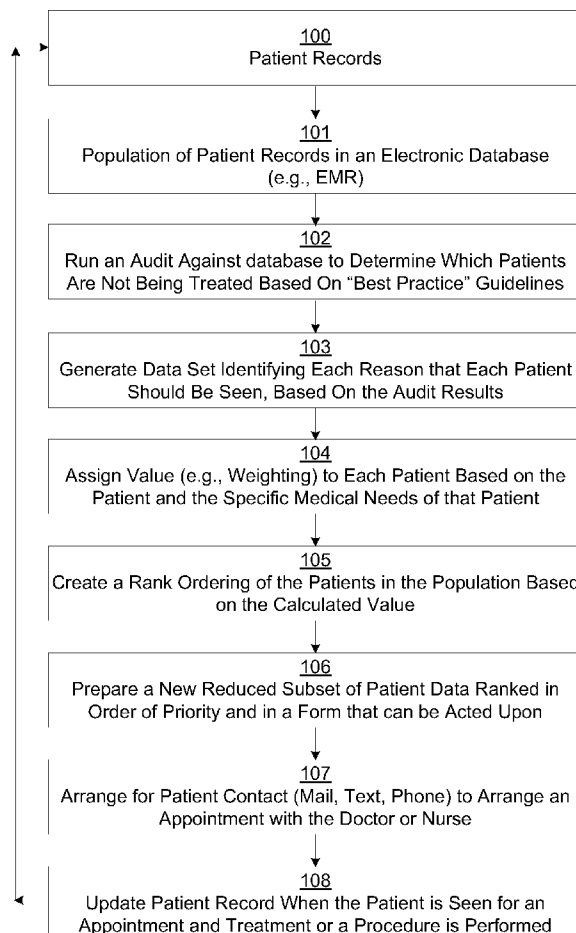 100
Patient Records
101
Population of Patient Records in an Electronic Database
(e.g., EMR)
102
Run an Audit Against database to Determine Which Patients
Are Not Being Treated Based On “Best Practice” Guidelines
103
Generate Data Set Identifying Each Reason that Each Patient
Should Be Seen, Based On the Audit Results
104
Assign Value (e.g., Weighting) to Each Patient Based on the
Patient and the Specific Medical Needs of that Patient
105
Create a Rank Ordering of the Patients in the Population Based
on the Calculated Value
106
Prepare a New Reduced Subset of Patient Data Ranked in
Order of Priority and in a Form that can be Acted Upon
107
Arrange for Patient Contact (Mail, Text, Phone) to Arrange an
Appointment with the Doctor or Nurse
108
Update Patient Record When the Patient is Seen for an
Appointment and Treatment or a Procedure is Performed